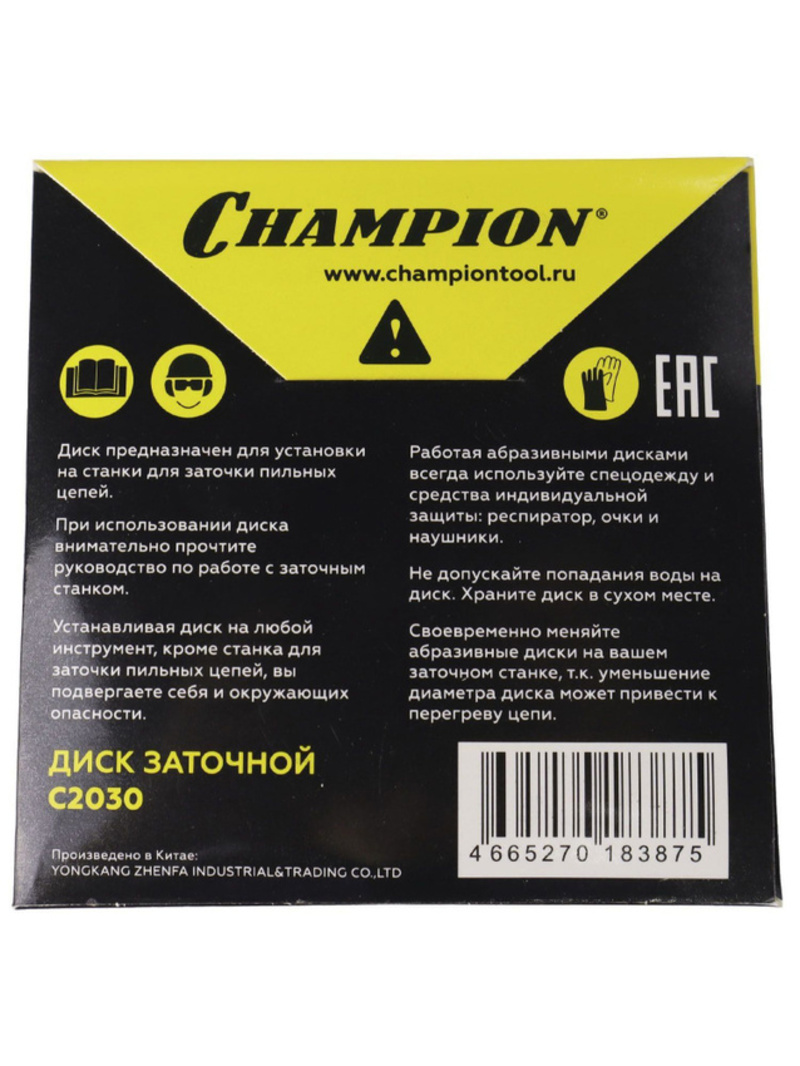 CHAMPION®
www.championtool.ru
EAC
Диск предназначен для установки
на станки для заточки пильных
цепей.
При использовании диска
внимательно прочтите
руководство по работе с заточным
станком.
Устанавливая диск на любой
инструмент, кроме станка для
заточки пильных цепей, вы
подвергаете себя и окружающих
опасности.
Работая абразивными дисками
всегда используйте спецодежду и
средства индивидуальной
защиты: респиратор, очки и
наушники.
Не допускайте попадания воды на
диск. Храните диск в сухом месте.
Своевременно меняйте
абразивные диски на вашем
заточном станке, т.к. уменьшение
диаметра диска может привести к
перегреву цепи.
ДИСК ЗАТОЧНОЙ
C2030
Произведено в Китае:
YONGKANG ZHENFA INDUSTRIAL&TRADING CO.,LTD
4 665270 183875